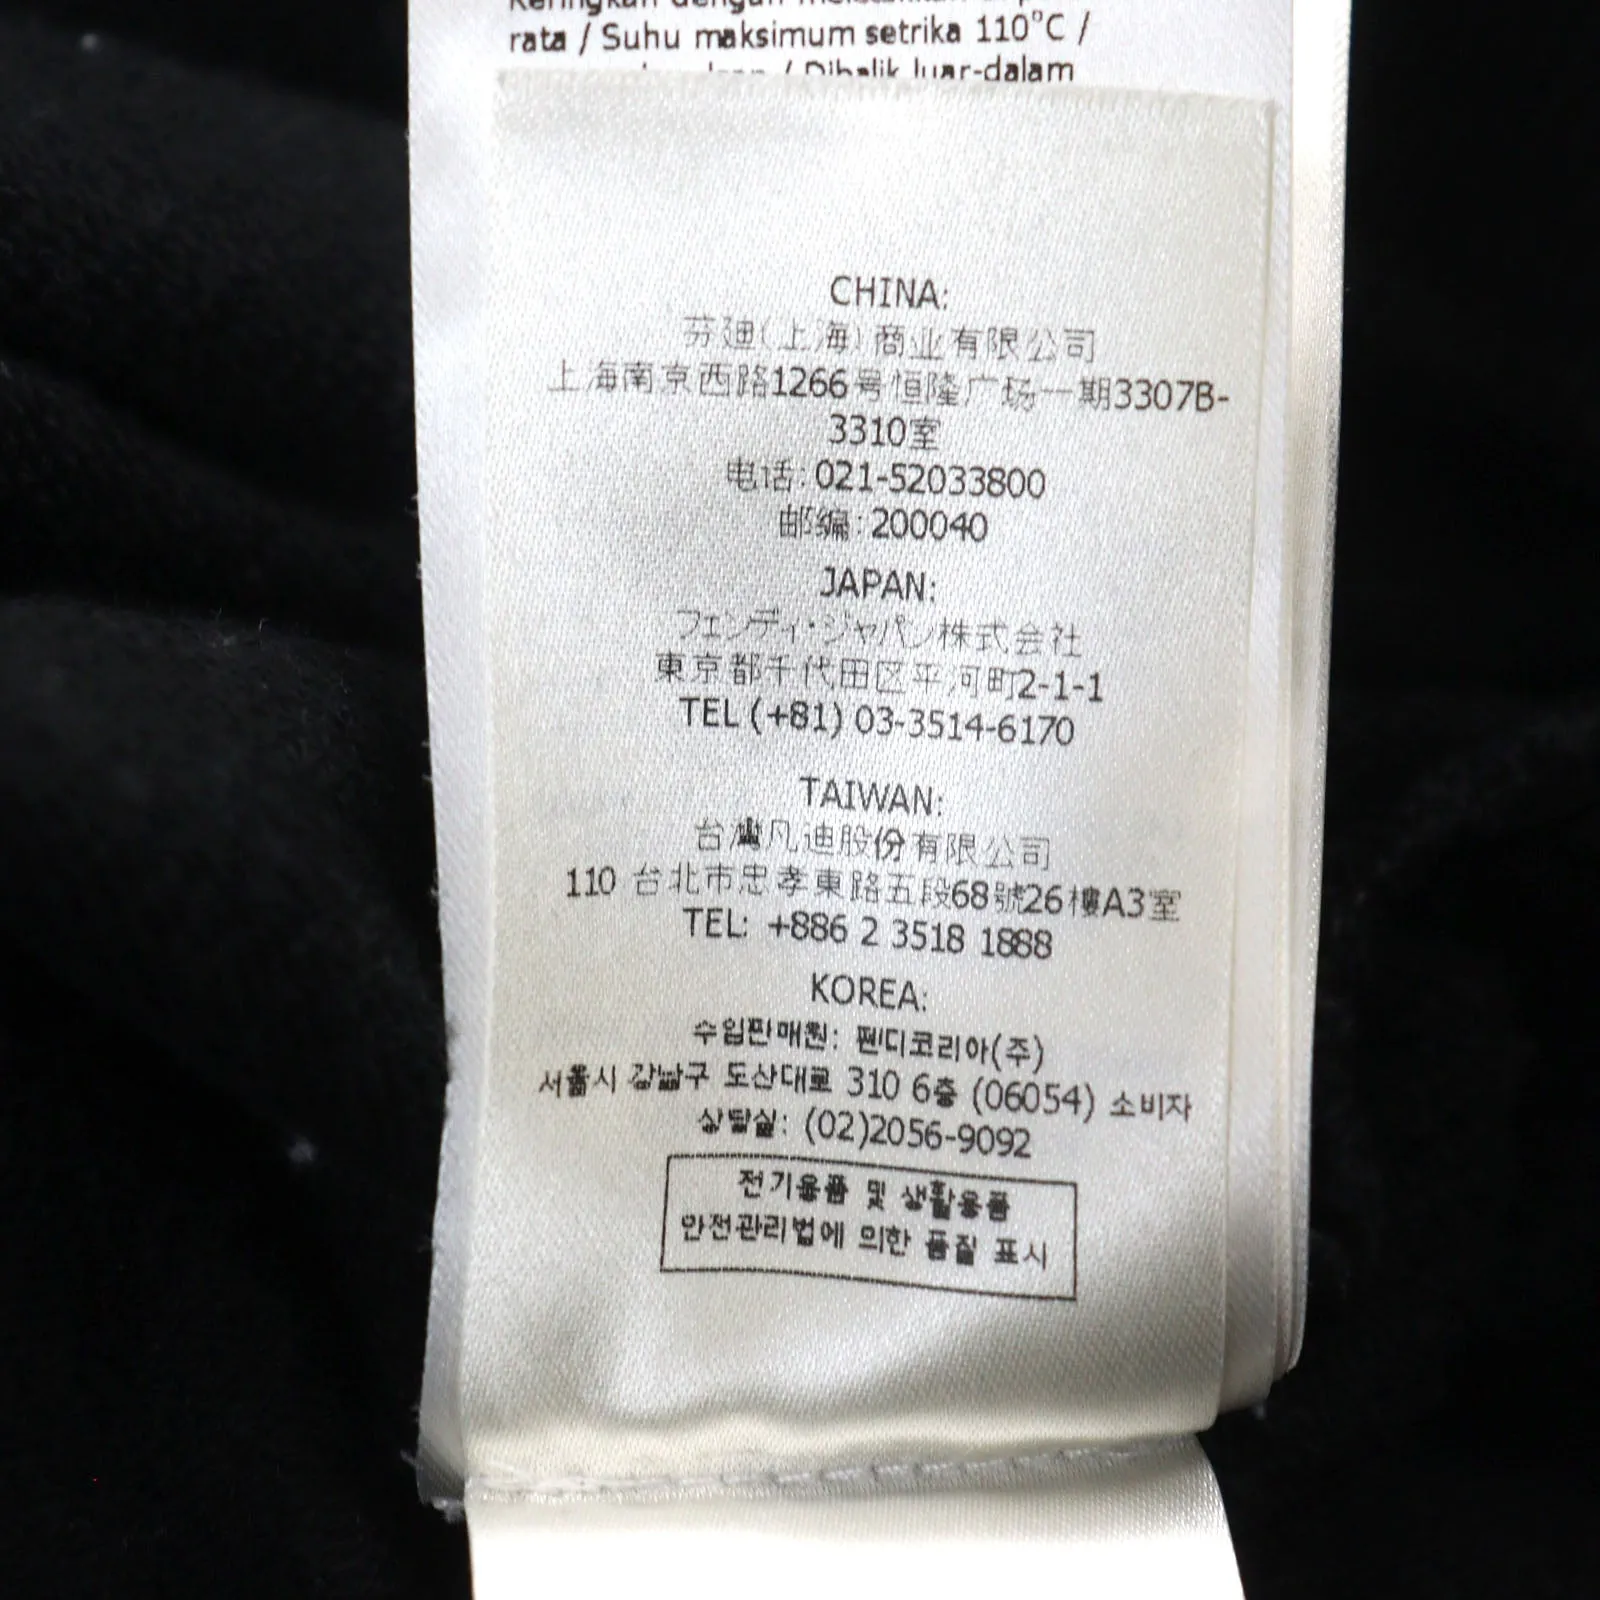 rata / Suhu maksimum setrika 110°C /
/ Dibalik luar-dalam
CHINA:
芬迪(上海)商业有限公司
上海南京西路1266号恒隆广场一期3307B-
3310室
电话: 021-52033800
邮编: 200040
JAPAN:
フェンディ・ジャパン株式会社
東京都千代田区平河町2-1-1
TEL (+81) 03-3514-6170
TAIWAN:
台灣凡迪股份有限公司
110 台北市忠孝東路五段68號26樓A3室
TEL: +886 2 3518 1888
KOREA:
수입판매원: 펜디코리아(주)
서울시 강남구 도산대로 310 6층 (06054) 소비자
상담실: (02)2056-9092
전기용품 및 생활용품
안전관리법에 의한 품질 표시